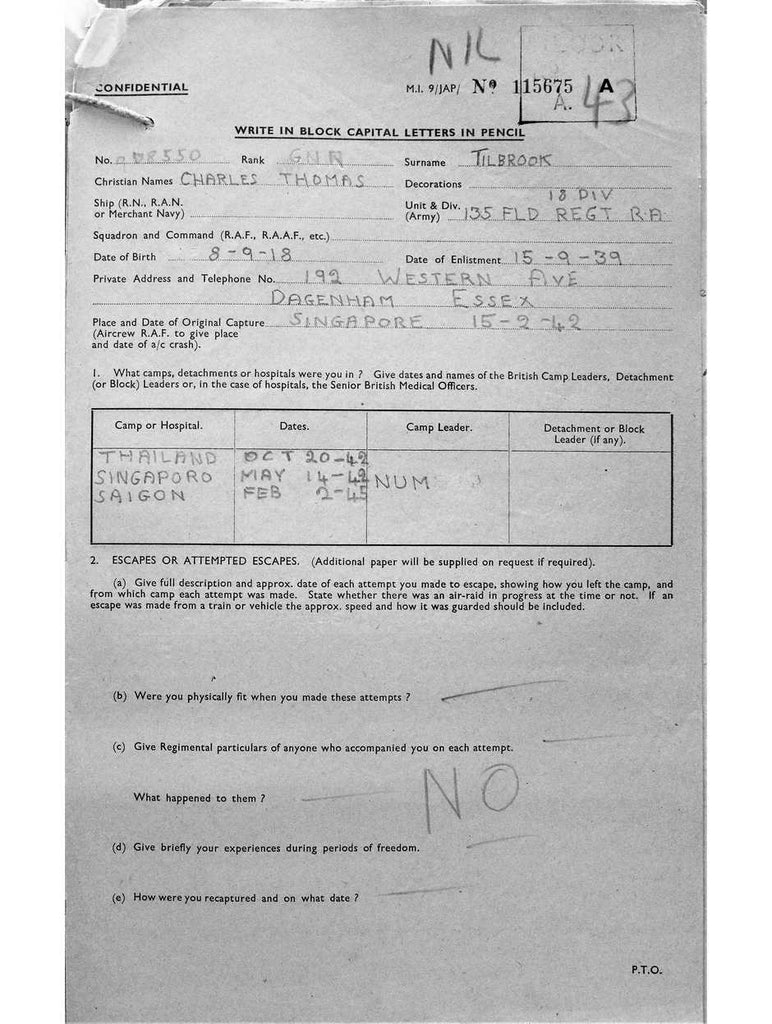 NIL
CONFIDENTIAL M.I. 9/JAP/ Nº 115675 A
A. 43
WRITE IN BLOCK CAPITAL LETTERS IN PENCIL
No. Rank GNR Surname TILBROOK
Christian Names CHARLES THOMAS Decorations
Ship (R.N., R.A.N. or Merchant Navy) Unit & Div. (Army) 18 DIV 135 FLD REGT RA
Squadron and Command (R.A.F., R.A.A.F., etc.)
Date of Birth 8-9-18 Date of Enlistment 15-9-39
Private Address and Telephone No. 192 WESTERN AVE
DAGENHAM ESSEX
Place and Date of Original Capture SINGAPORE 15-2-42
(Aircrew R.A.F. to give place
and date of a/c crash).
1. What camps, detachments or hospitals were you in ? Give dates and names of the British Camp Leaders, Detachment
(or Block) Leaders or, in the case of hospitals, the Senior British Medical Officers.
Camp or Hospital. Dates. Camp Leader. Detachment or Block Leader (if any).
THAILAND OCT 20-42
SINGAPORO MAY 14-42 NUM
SAIGON FEB 2-45
2. ESCAPES OR ATTEMPTED ESCAPES. (Additional paper will be supplied on request if required).
(a) Give full description and approx. date of each attempt you made to escape, showing how you left the camp, and
from which camp each attempt was made. State whether there was an air-raid in progress at the time or not. If an
escape was made from a train or vehicle the approx. speed and how it was guarded should be included.
(b) Were you physically fit when you made these attempts ?
(c) Give Regimental particulars of anyone who accompanied you on each attempt.
What happened to them ? NO
(d) Give briefly your experiences during periods of freedom.
(e) How were you recaptured and on what date ?
P.T.O.